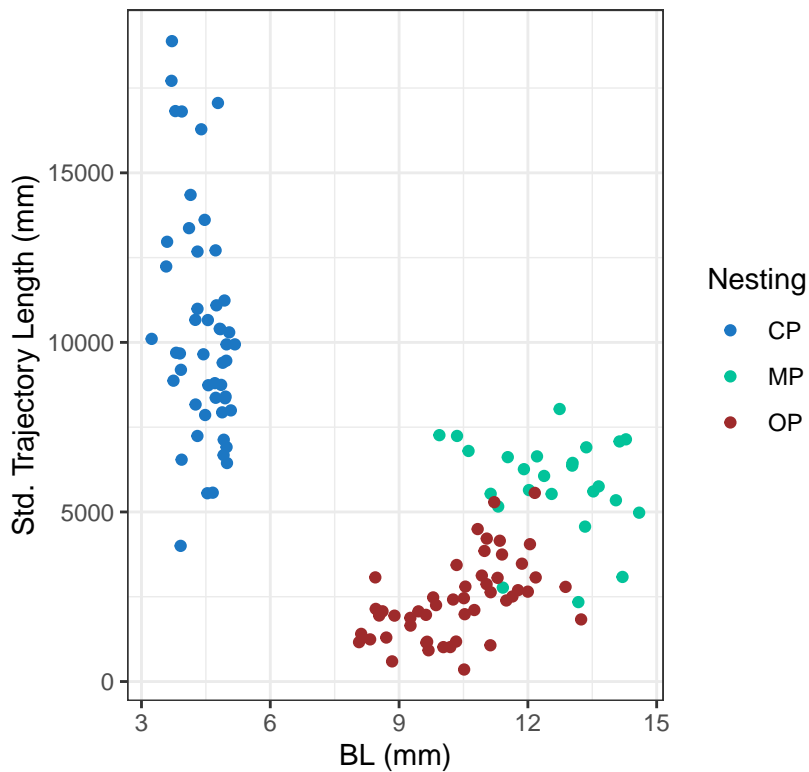 Std. Trajectory Length (mm)
15000
10000
5000
0
3 6 9 12 15
BL (mm)
Nesting
CP
MP
OP